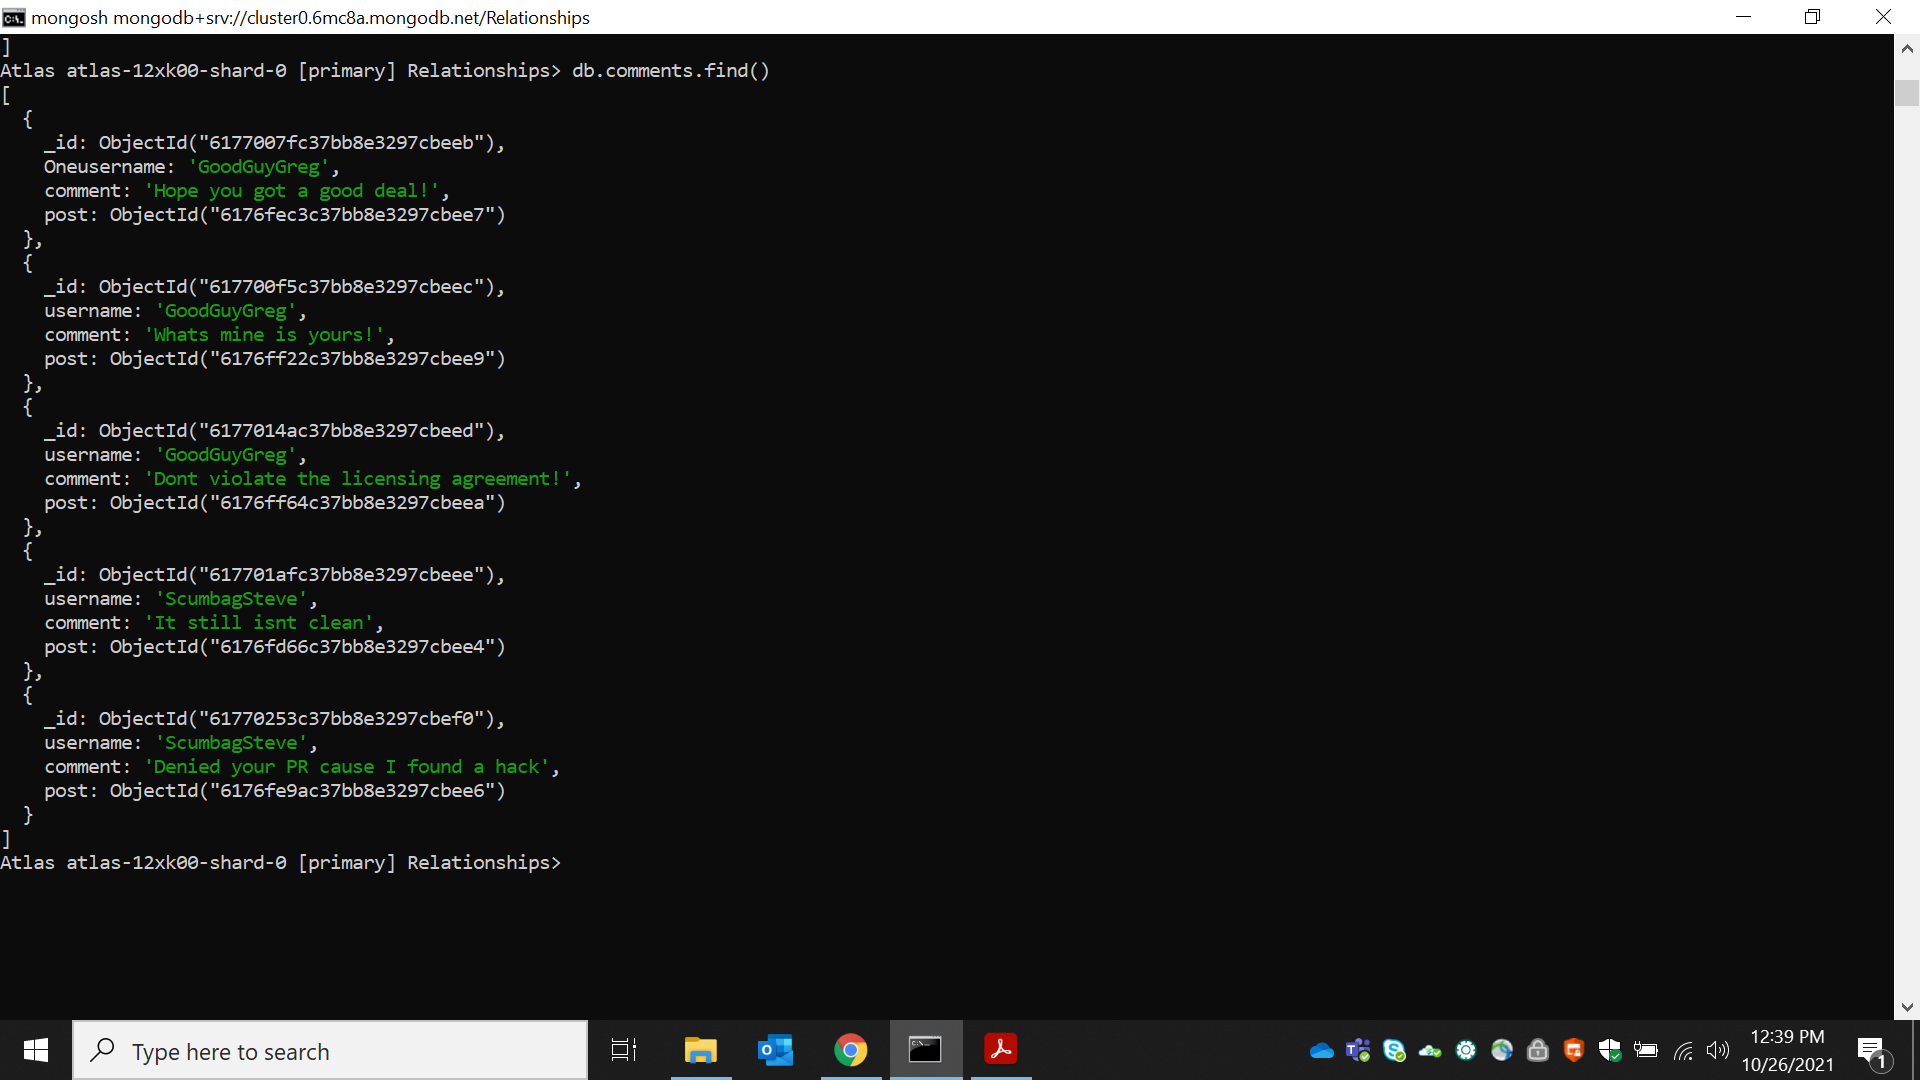 mongosh mongodb+srv://cluster0.6mc8a.mongodb.net/Relationships
]
Atlas atlas-12xk00-shard-0 [primary] Relationships> db.comments.find()
[
  {
    _id: ObjectId("6177007fc37bb8e3297cbeeb"),
    Oneusername: 'GoodGuyGreg',
    comment: 'Hope you got a good deal!',
    post: ObjectId("6176fec3c37bb8e3297cbee7")
  },
  {
    _id: ObjectId("617700f5c37bb8e3297cbeec"),
    username: 'GoodGuyGreg',
    comment: 'Whats mine is yours!',
    post: ObjectId("6176ff22c37bb8e3297cbee9")
  },
  {
    _id: ObjectId("6177014ac37bb8e3297cbeed"),
    username: 'GoodGuyGreg',
    comment: 'Dont violate the licensing agreement!',
    post: ObjectId("6176ff64c37bb8e3297cbeea")
  },
  {
    _id: ObjectId("617701afc37bb8e3297cbeee"),
    username: 'ScumbagSteve',
    comment: 'It still isnt clean',
    post: ObjectId("6176fd66c37bb8e3297cbee4")
  },
  {
    _id: ObjectId("61770253c37bb8e3297cbef0"),
    username: 'ScumbagSteve',
    comment: 'Denied your PR cause I found a hack',
    post: ObjectId("6176fe9ac37bb8e3297cbee6")
  }
]
Atlas atlas-12xk00-shard-0 [primary] Relationships>
Type here to search
12:39 PM
10/26/2021
1